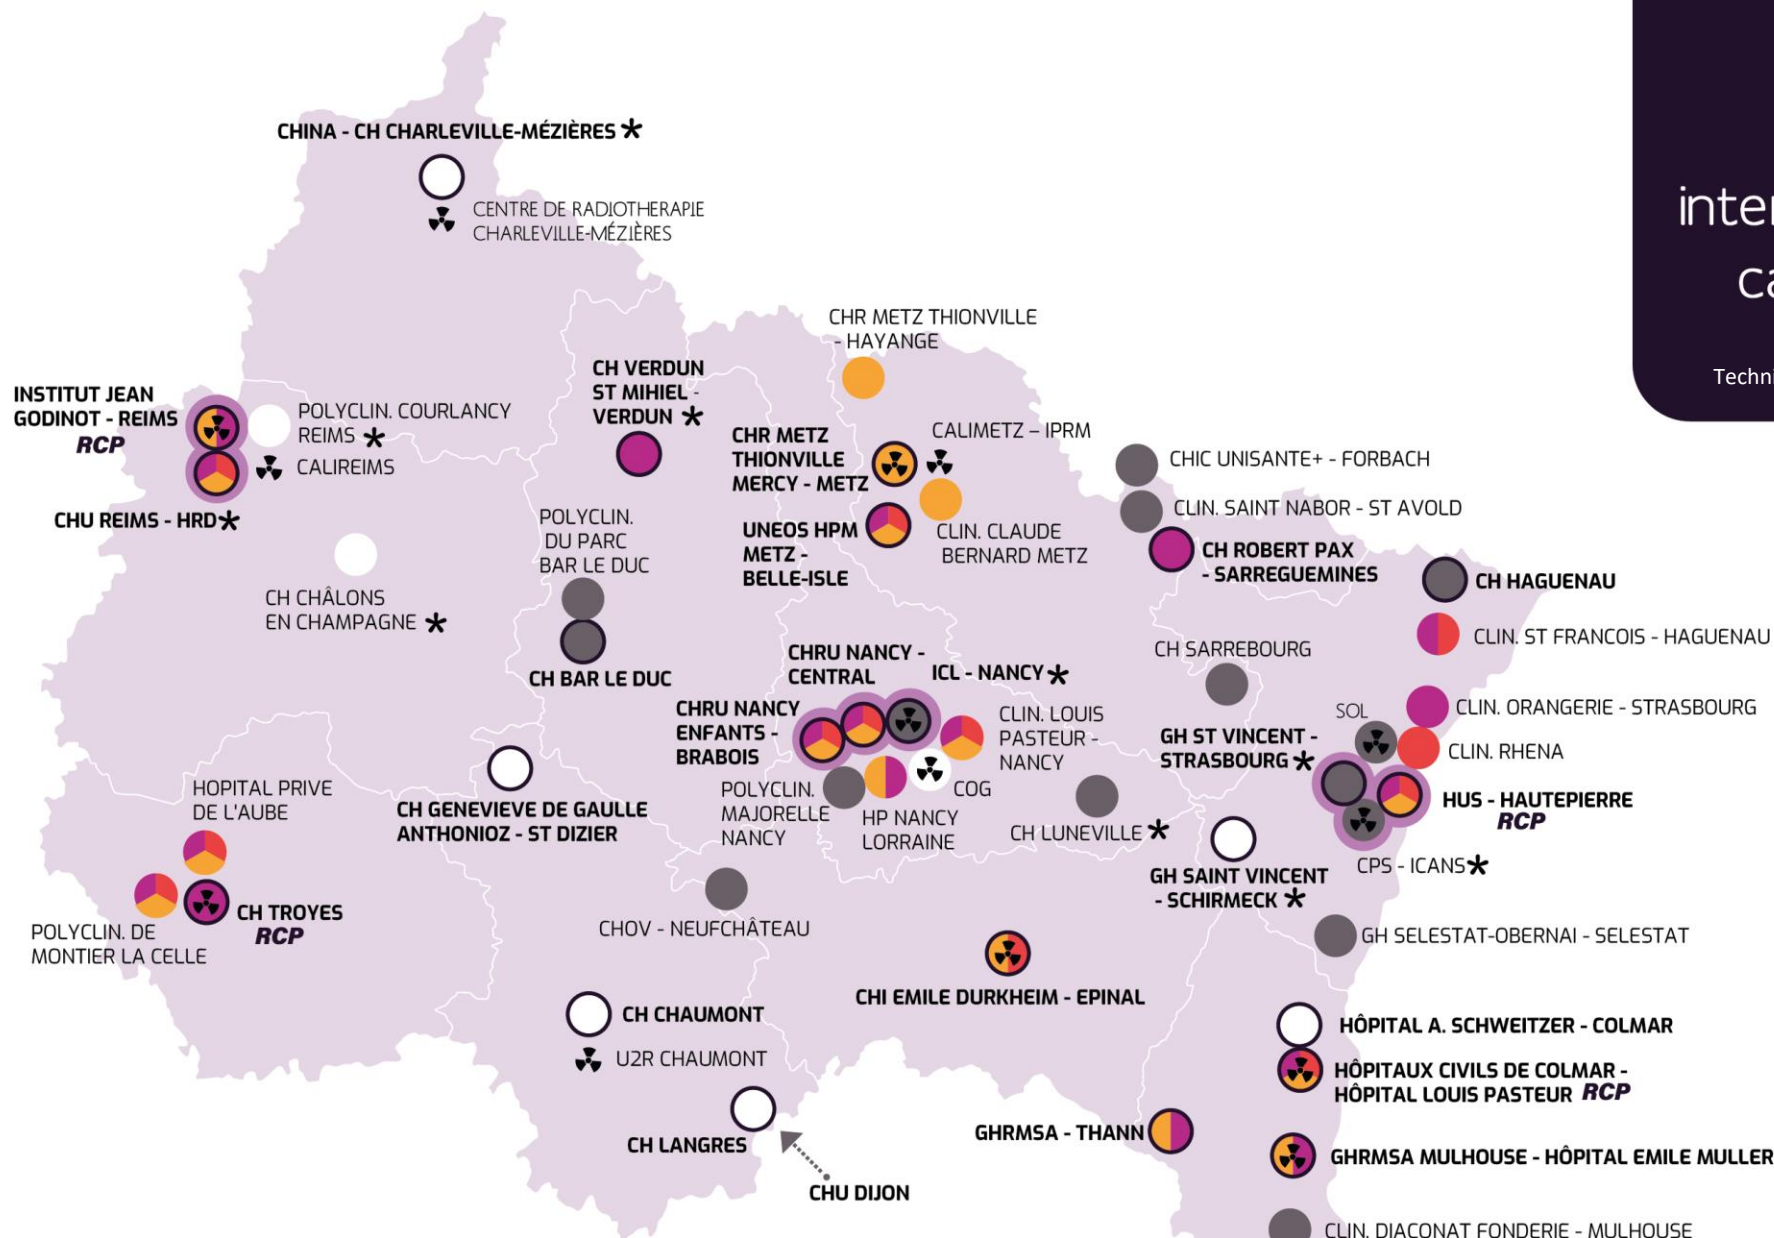 CHINA - CH CHARLEVILLE-MÉZIÈRES *
CENTRE DE RADIOTHERAPIE
CHARLEVILLE-MÉZIÈRES
Techni
CHR METZ THIONVILLE
- HAYANGE
INSTITUT JEAN
GODINOT - REIMS
RCP
POLYCLIN. COURLANCY
REIMS *
CALIREIMS
CHU REIMS - HRD *
CH VERDUN
ST MIHIEL -
VERDUN *
CHR METZ
THIONVILLE
MERCY - METZ
CALIMETZ – IPRM
UNEOS HPM
METZ -
BELLE-ISLE
CLIN. CLAUDE
BERNARD METZ
CHIC UNISANTE+ - FORBACH
CLIN. SAINT NABOR - ST AVOLD
CH ROBERT PAX
- SARREGUEMINES
CH HAGUENAU
CLIN. ST FRANCOIS - HAGUENAU
POLYCLIN.
DU PARC
BAR LE DUC
CH BAR LE DUC
CH CHÂLONS
EN CHAMPAGNE *
CHRU NANCY -
CENTRAL
ICL - NANCY *
CHRU NANCY
ENFANTS -
BRABOIS
CLIN. LOUIS
PASTEUR -
NANCY
COG
POLYCLIN.
MAJORELLE
NANCY
HP NANCY
LORRAINE
CH SARREBOURG
CH LUNEVILLE *
SOL
CLIN. ORANGERIE - STRASBOURG
CLIN. RHENA
GH ST VINCENT -
STRASBOURG *
HUS - HAUTEPIERRE
RCP
CPS - ICANS *
GH SAINT VINCENT
- SCHIRMECK *
GH SELESTAT-OBERNAI - SELESTAT
HOPITAL PRIVE
DE L'AUBE
CH TROYES
RCP
POLYCLIN. DE
MONTIER LA CELLE
CH GENEVIEVE DE GAULLE
ANTHONIOZ - ST DIZIER
CHOV - NEUFCHÂTEAU
CHI EMILE DURKHEIM - EPINAL
CH CHAUMONT
U2R CHAUMONT
CH LANGRES
CHU DIJON
HÔPITAL A. SCHWEITZER - COLMAR
HÔPITAUX CIVILS DE COLMAR -
HÔPITAL LOUIS PASTEUR RCP
GHRMSA - THANN
GHRMSA MULHOUSE - HÔPITAL EMILE MULLER
CLIN. DIACONAT FONDERIE - MULHOUSE